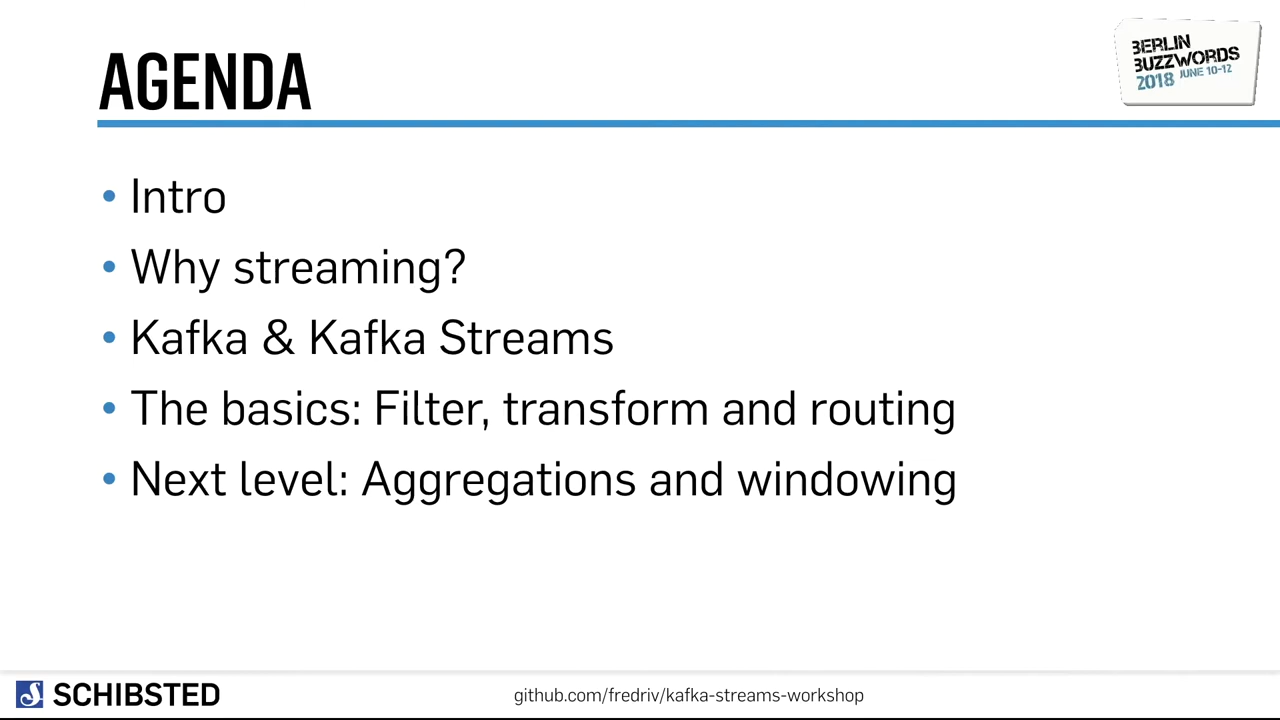 AGENDA
BERLIN
BUZZWORDS
2018 JUNE 10-12
• Intro
• Why streaming?
• Kafka & Kafka Streams
• The basics: Filter, transform and routing
• Next level: Aggregations and windowing
SCHIBSTED
github.com/fredriv/kafka-streams-workshop